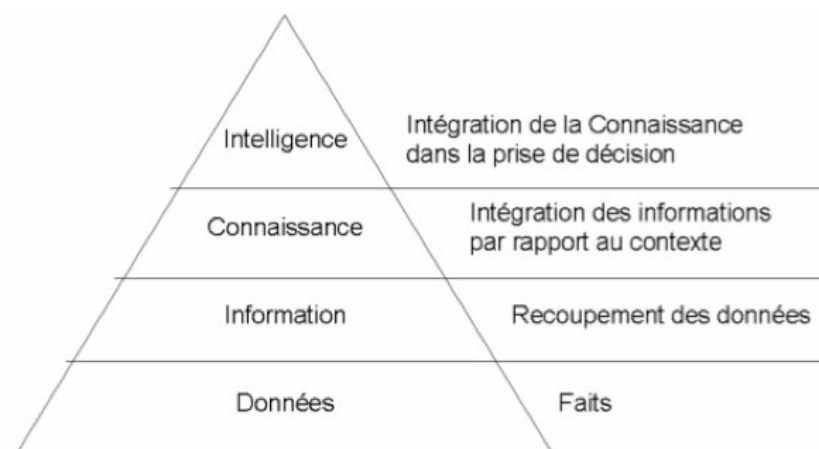 Intelligence
Intégration de la Connaissance
dans la prise de décision
Connaissance
Intégration des informations
par rapport au contexte
Information
Recoupement des données
Données
Faits